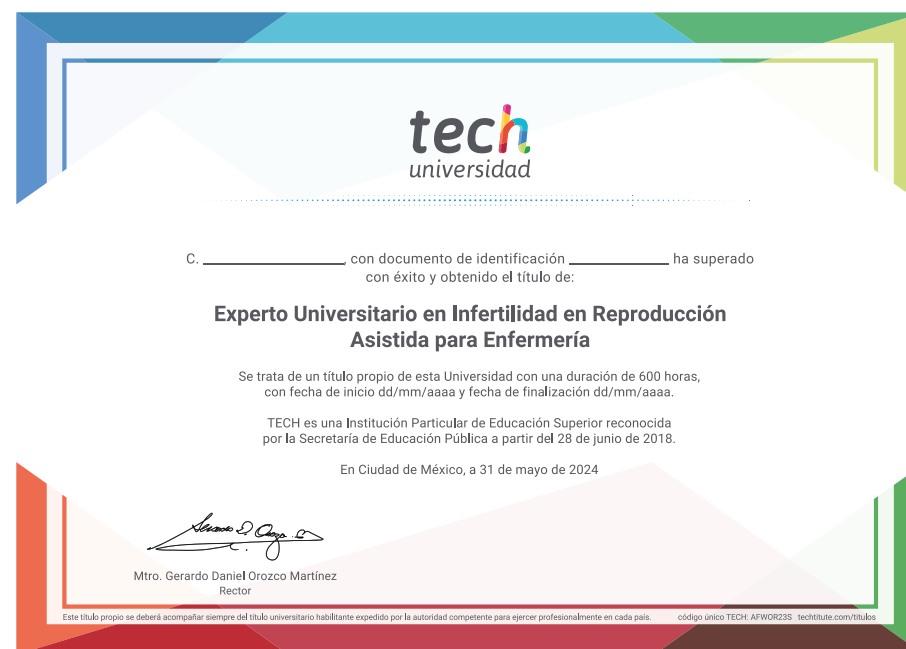 tech
universidad
C. ____________________, con documento de identificación ______________ ha superado
con éxito y obtenido el título de:
Experto Universitario en Infertilidad en Reproducción
Asistida para Enfermería
Se trata de un título propio de esta Universidad con una duración de 600 horas,
con fecha de inicio dd/mm/aaaa y fecha de finalización dd/mm/aaaa.
TECH es una Institución Particular de Educación Superior reconocida
por la Secretaría de Educación Pública a partir del 28 de junio de 2018.
En Ciudad de México, a 31 de mayo de 2024
Mtro. Gerardo Daniel Orozco Martínez
Rector
Este título propio se deberá acompañar siempre del título universitario habilitante expedido por la autoridad competente para ejercer profesionalmente en cada país. código único TECH: AFWOR23S techtitute.com/titulos